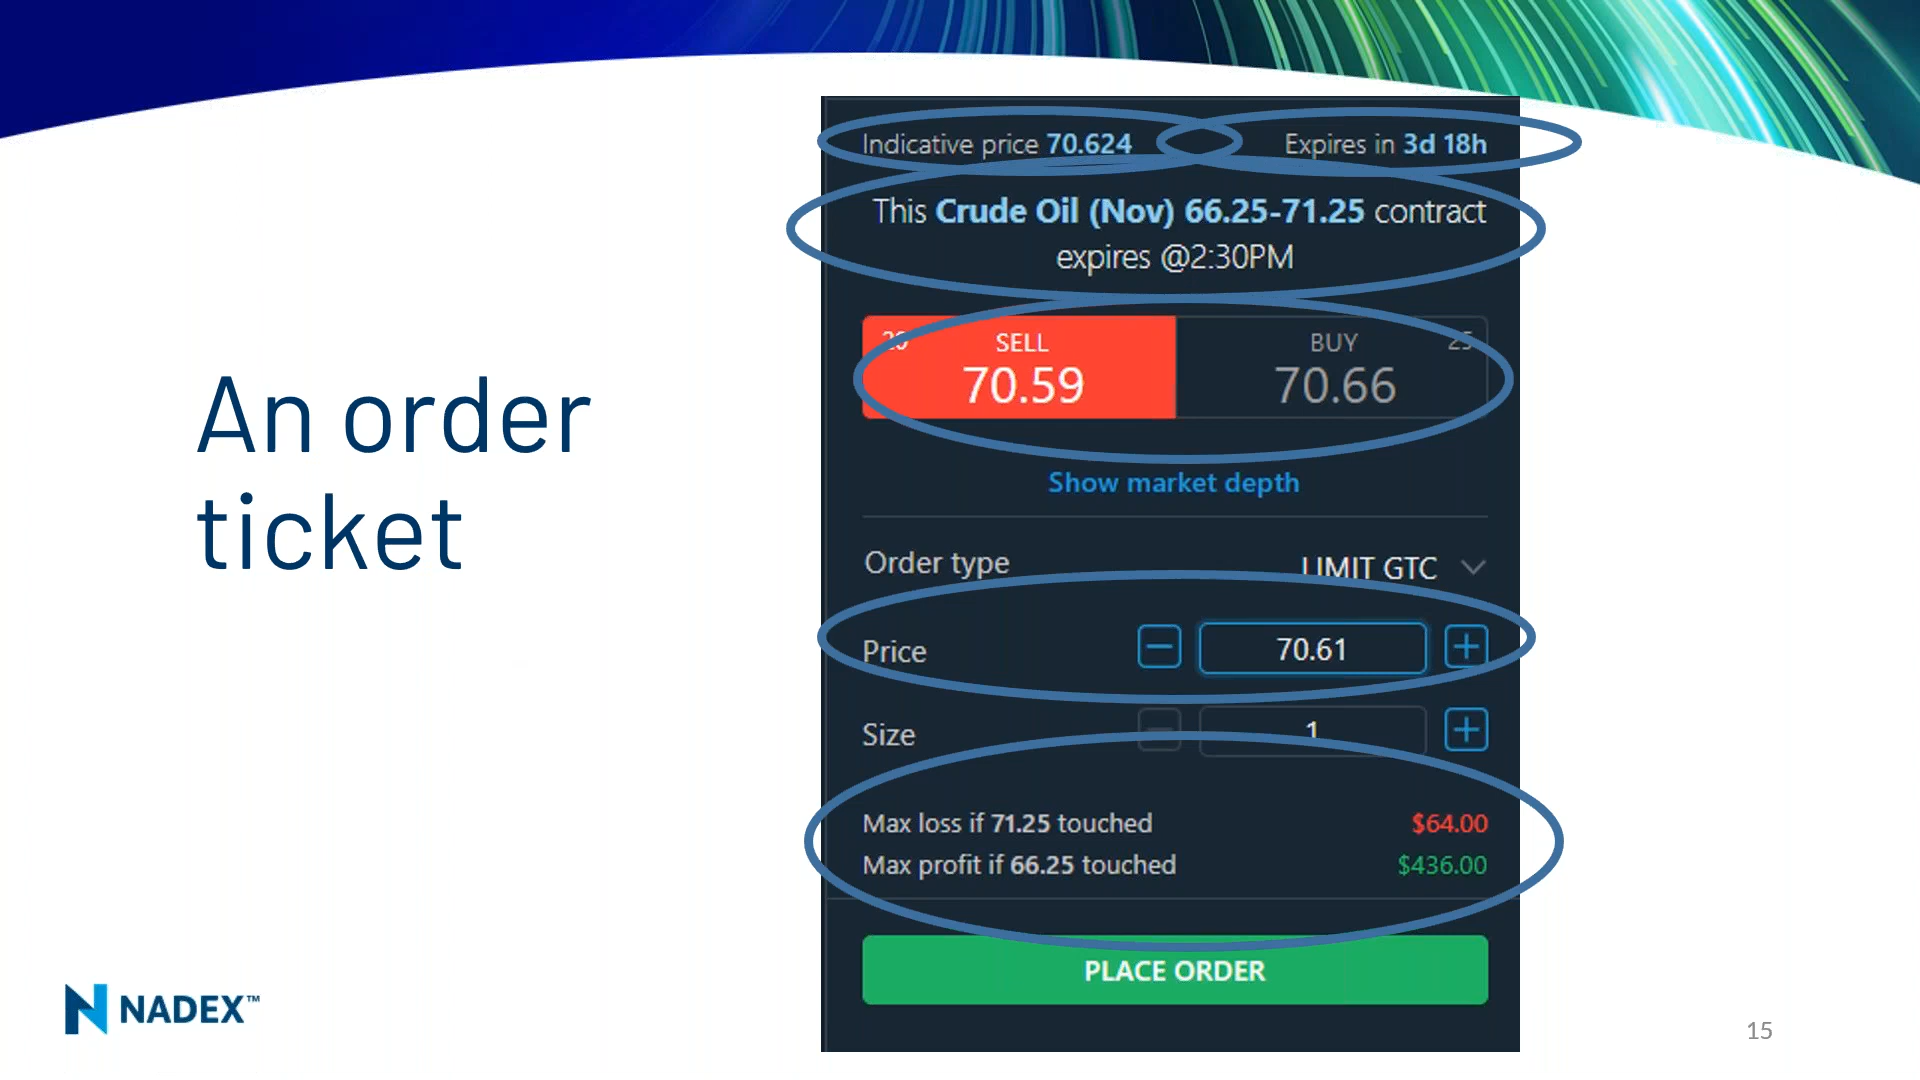 An order
ticket
Indicative price 70.624
Expires in 3d 18h
This Crude Oil (Nov) 66.25-71.25 contract
expires @2:30PM
SELL
70.59
BUY 25
70.66
Show market depth
Order type LIMIT GTC
Price 70.61
Size 1
Max loss if 71.25 touched $64.00
Max profit if 66.25 touched $436.00
PLACE ORDER
NADEX™
15